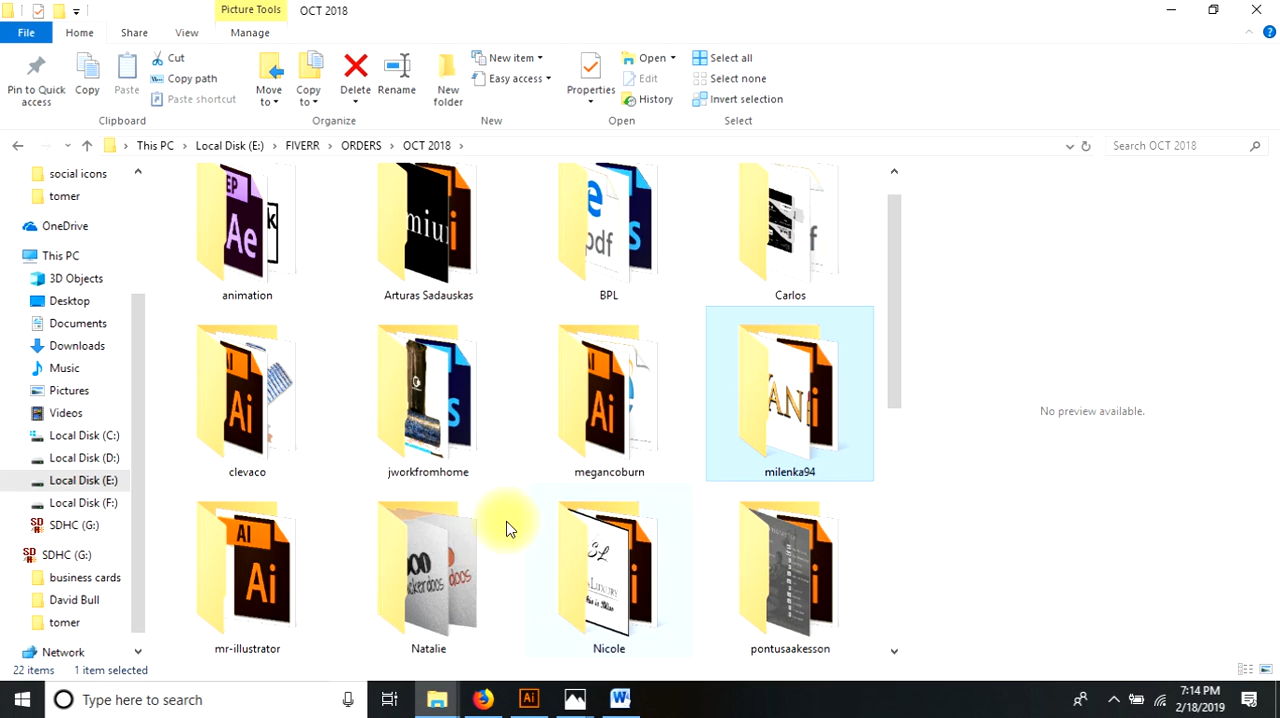 Picture Tools
OCT 2018
File
Home
Share
View
Manage
Pin to Quick access
Copy
Paste
Cut
Copy path
Paste shortcut
Clipboard
Move to
Copy to
Delete
Rename
Organize
New folder
New item
Easy access
New
Properties
Open
Edit
History
Open
Select all
Select none
Invert selection
Select
This PC
Local Disk (E:)
FIVERR
ORDERS
OCT 2018
Search OCT 2018
social icons
tomer
OneDrive
This PC
3D Objects
Desktop
Documents
Downloads
Music
Pictures
Videos
Local Disk (C:)
Local Disk (D:)
Local Disk (E:)
Local Disk (F:)
SDHC (G:)
SDHC (G:)
business cards
David Bull
tomer
Network
animation
Arturas Sadauskas
BPL
Carlos
clevaco
jworkfromhome
megancoburn
milenka94
mr-illustrator
Natalie
Nicole
pontusaakesson
No preview available.
22 items
1 item selected
Type here to search
7:14 PM
2/18/2019